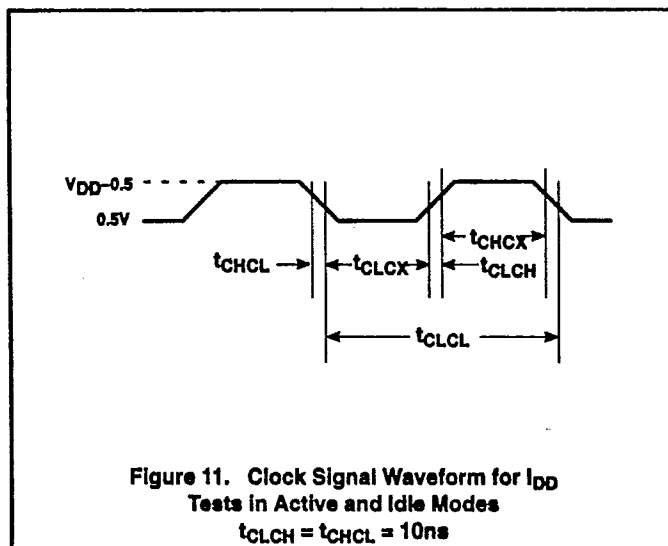 VDD–0.5
0.5V
tCHCX
tCHCL tCLCX tCLCH
tCLCL
Figure 11. Clock Signal Waveform for IDD
Tests in Active and Idle Modes
tCLCH = tCHCL = 10ns